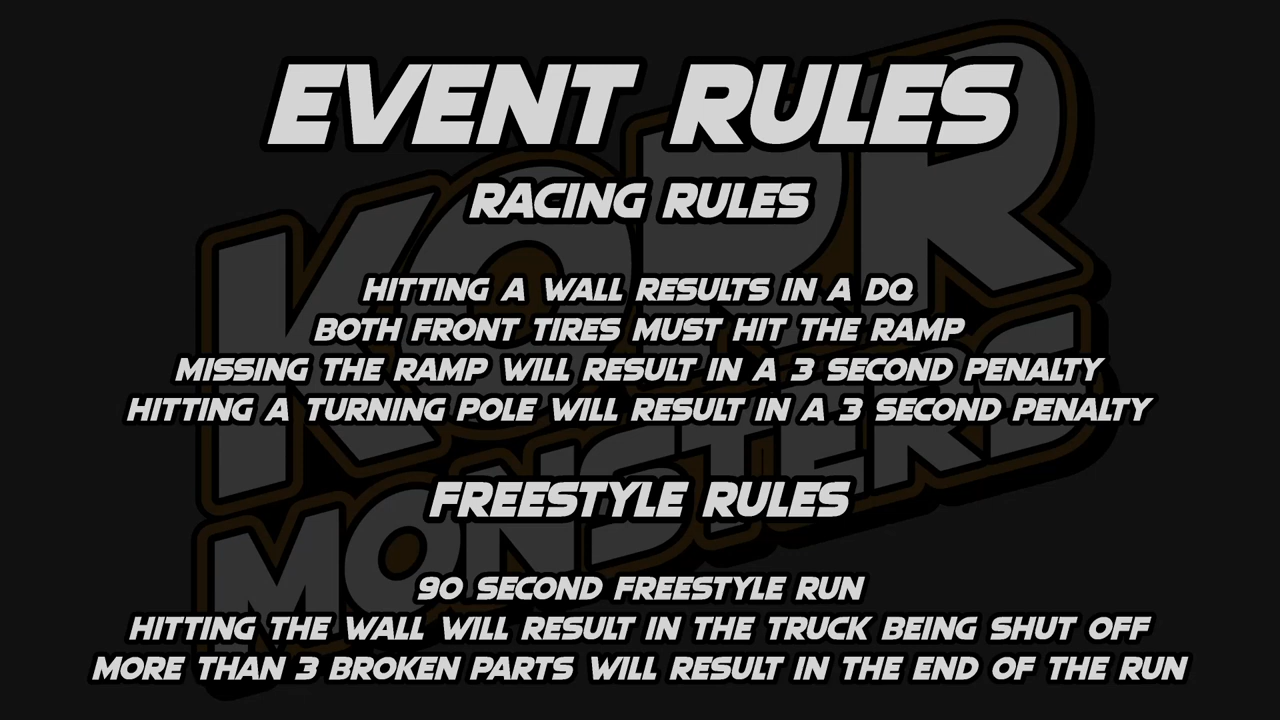 EVENT RULES
RACING RULES
HITTING A WALL RESULTS IN A DQ
BOTH FRONT TIRES MUST HIT THE RAMP
MISSING THE RAMP WILL RESULT IN A 3 SECOND PENALTY
HITTING A TURNING POLE WILL RESULT IN A 3 SECOND PENALTY
FREESTYLE RULES
90 SECOND FREESTYLE RUN
HITTING THE WALL WILL RESULT IN THE TRUCK BEING SHUT OFF
MORE THAN 3 BROKEN PARTS WILL RESULT IN THE END OF THE RUN
MONSTERS